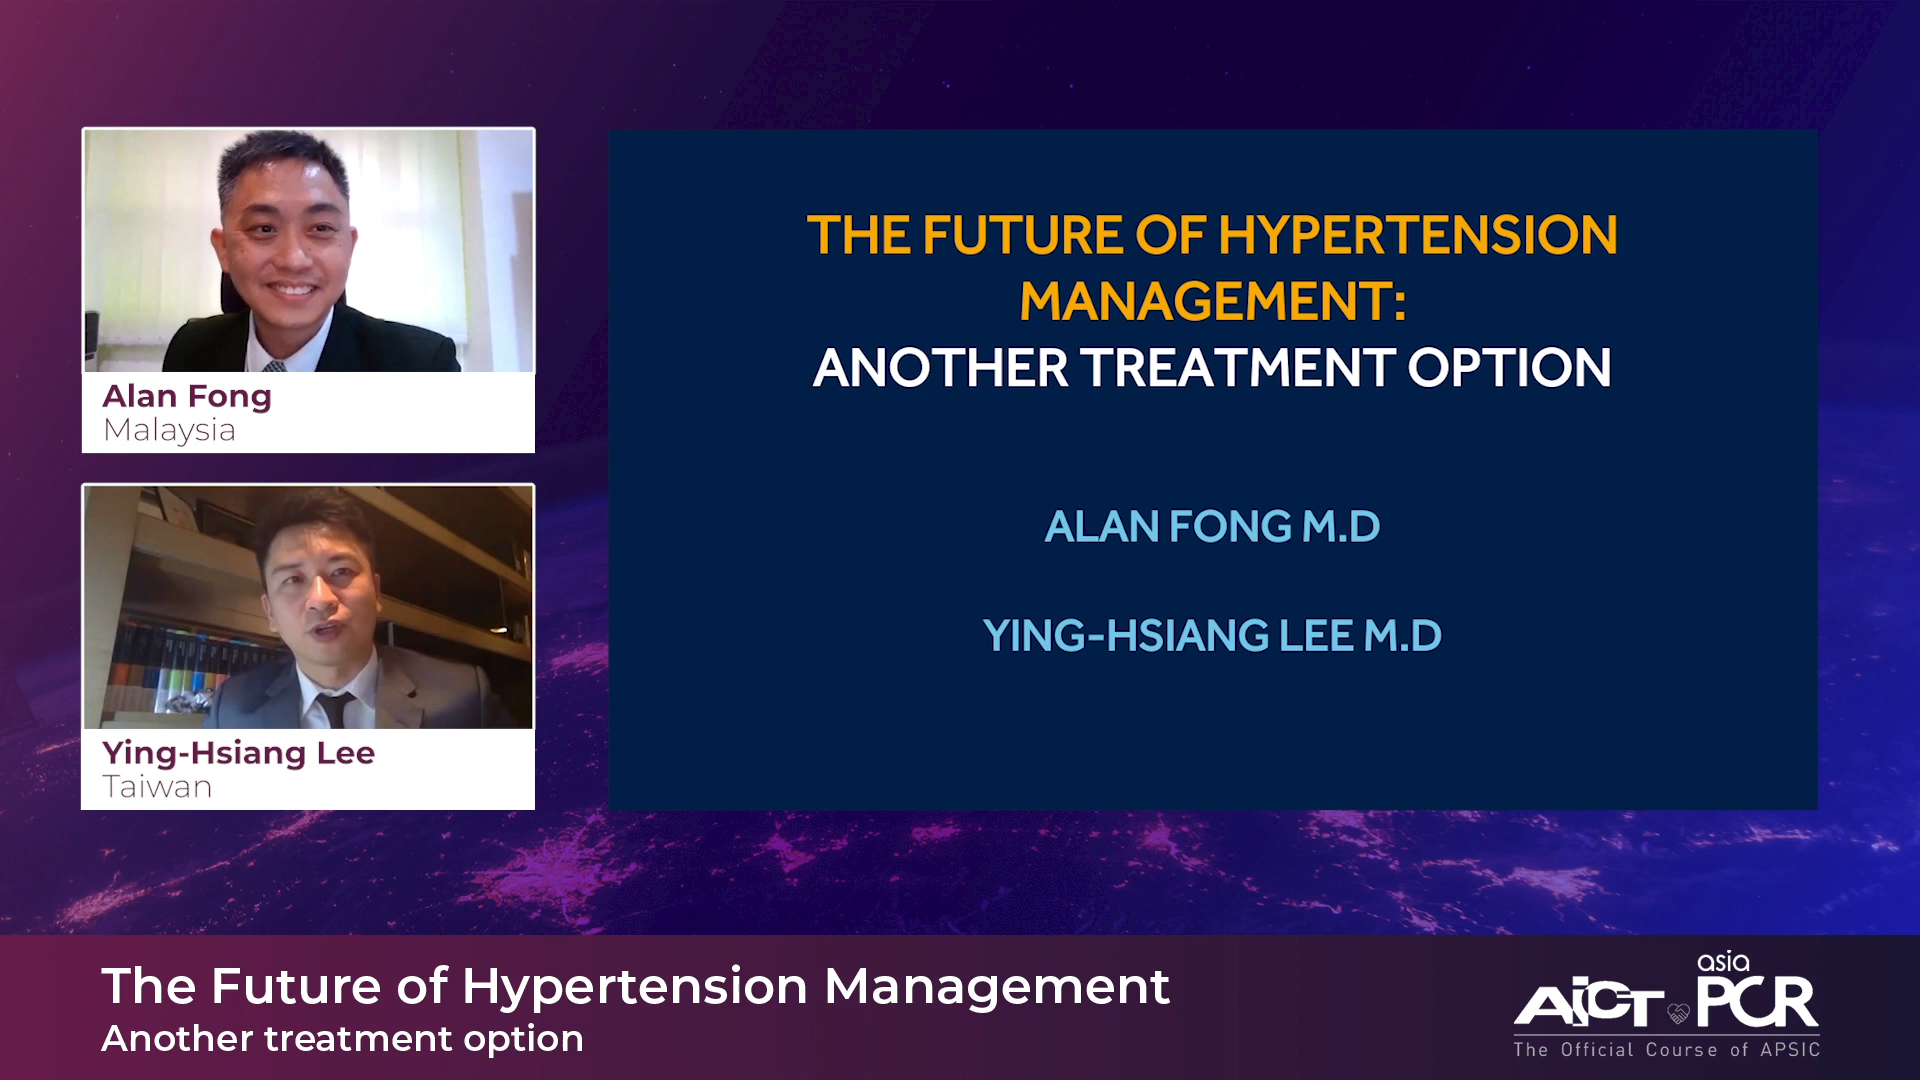 Alan Fong
Malaysia
Ying-Hsiang Lee
Taiwan
THE FUTURE OF HYPERTENSION
MANAGEMENT:
ANOTHER TREATMENT OPTION
ALAN FONG M.D
YING-HSIANG LEE M.D
The Future of Hypertension Management
Another treatment option
asia
AICT PCR
The Official Course of APSIC